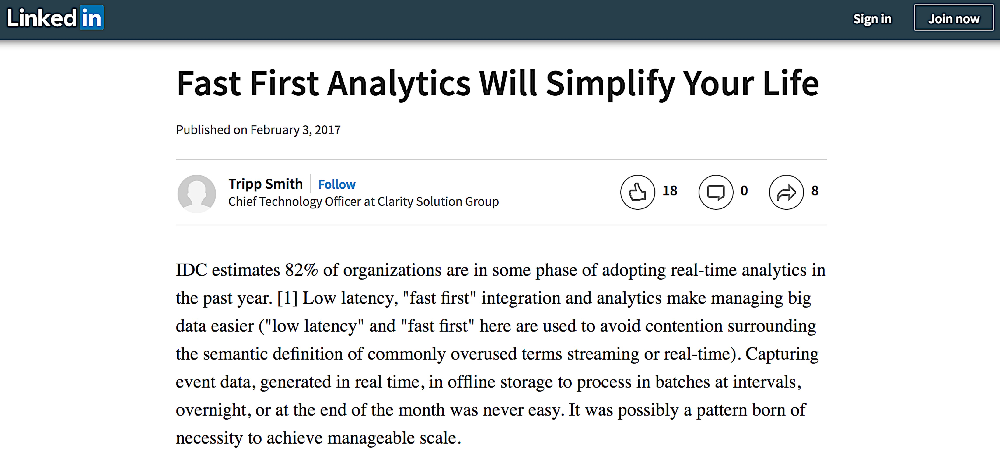 Linked in
Sign in
Join now
Fast First Analytics Will Simplify Your Life
Published on February 3, 2017
Tripp Smith
Follow
Chief Technology Officer at Clarity Solution Group
18
0
8
IDC estimates 82% of organizations are in some phase of adopting real-time analytics in
the past year. [1] Low latency, "fast first" integration and analytics make managing big
data easier ("low latency" and "fast first" here are used to avoid contention surrounding
the semantic definition of commonly overused terms streaming or real-time). Capturing
event data, generated in real time, in offline storage to process in batches at intervals,
overnight, or at the end of the month was never easy. It was possibly a pattern born of
necessity to achieve manageable scale.